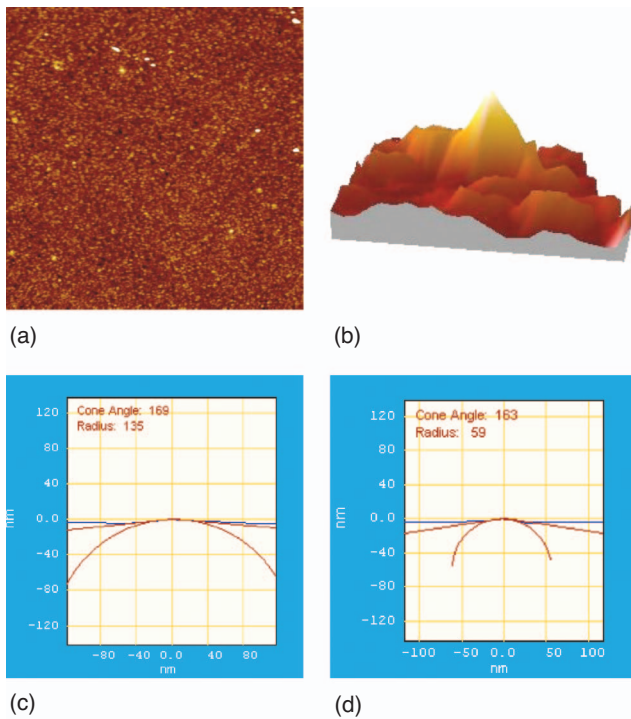 (a)
(b)
Cone Angle: 169
Radius: 135
120
80
40
0.0
-40
-80
-120
nm
-80 -40 0.0 40 80
nm
(c)
Cone Angle: 163
Radius: 59
120
80
40
0.0
-40
-80
-120
nm
-100 -50 0.0 50 100
nm
(d)